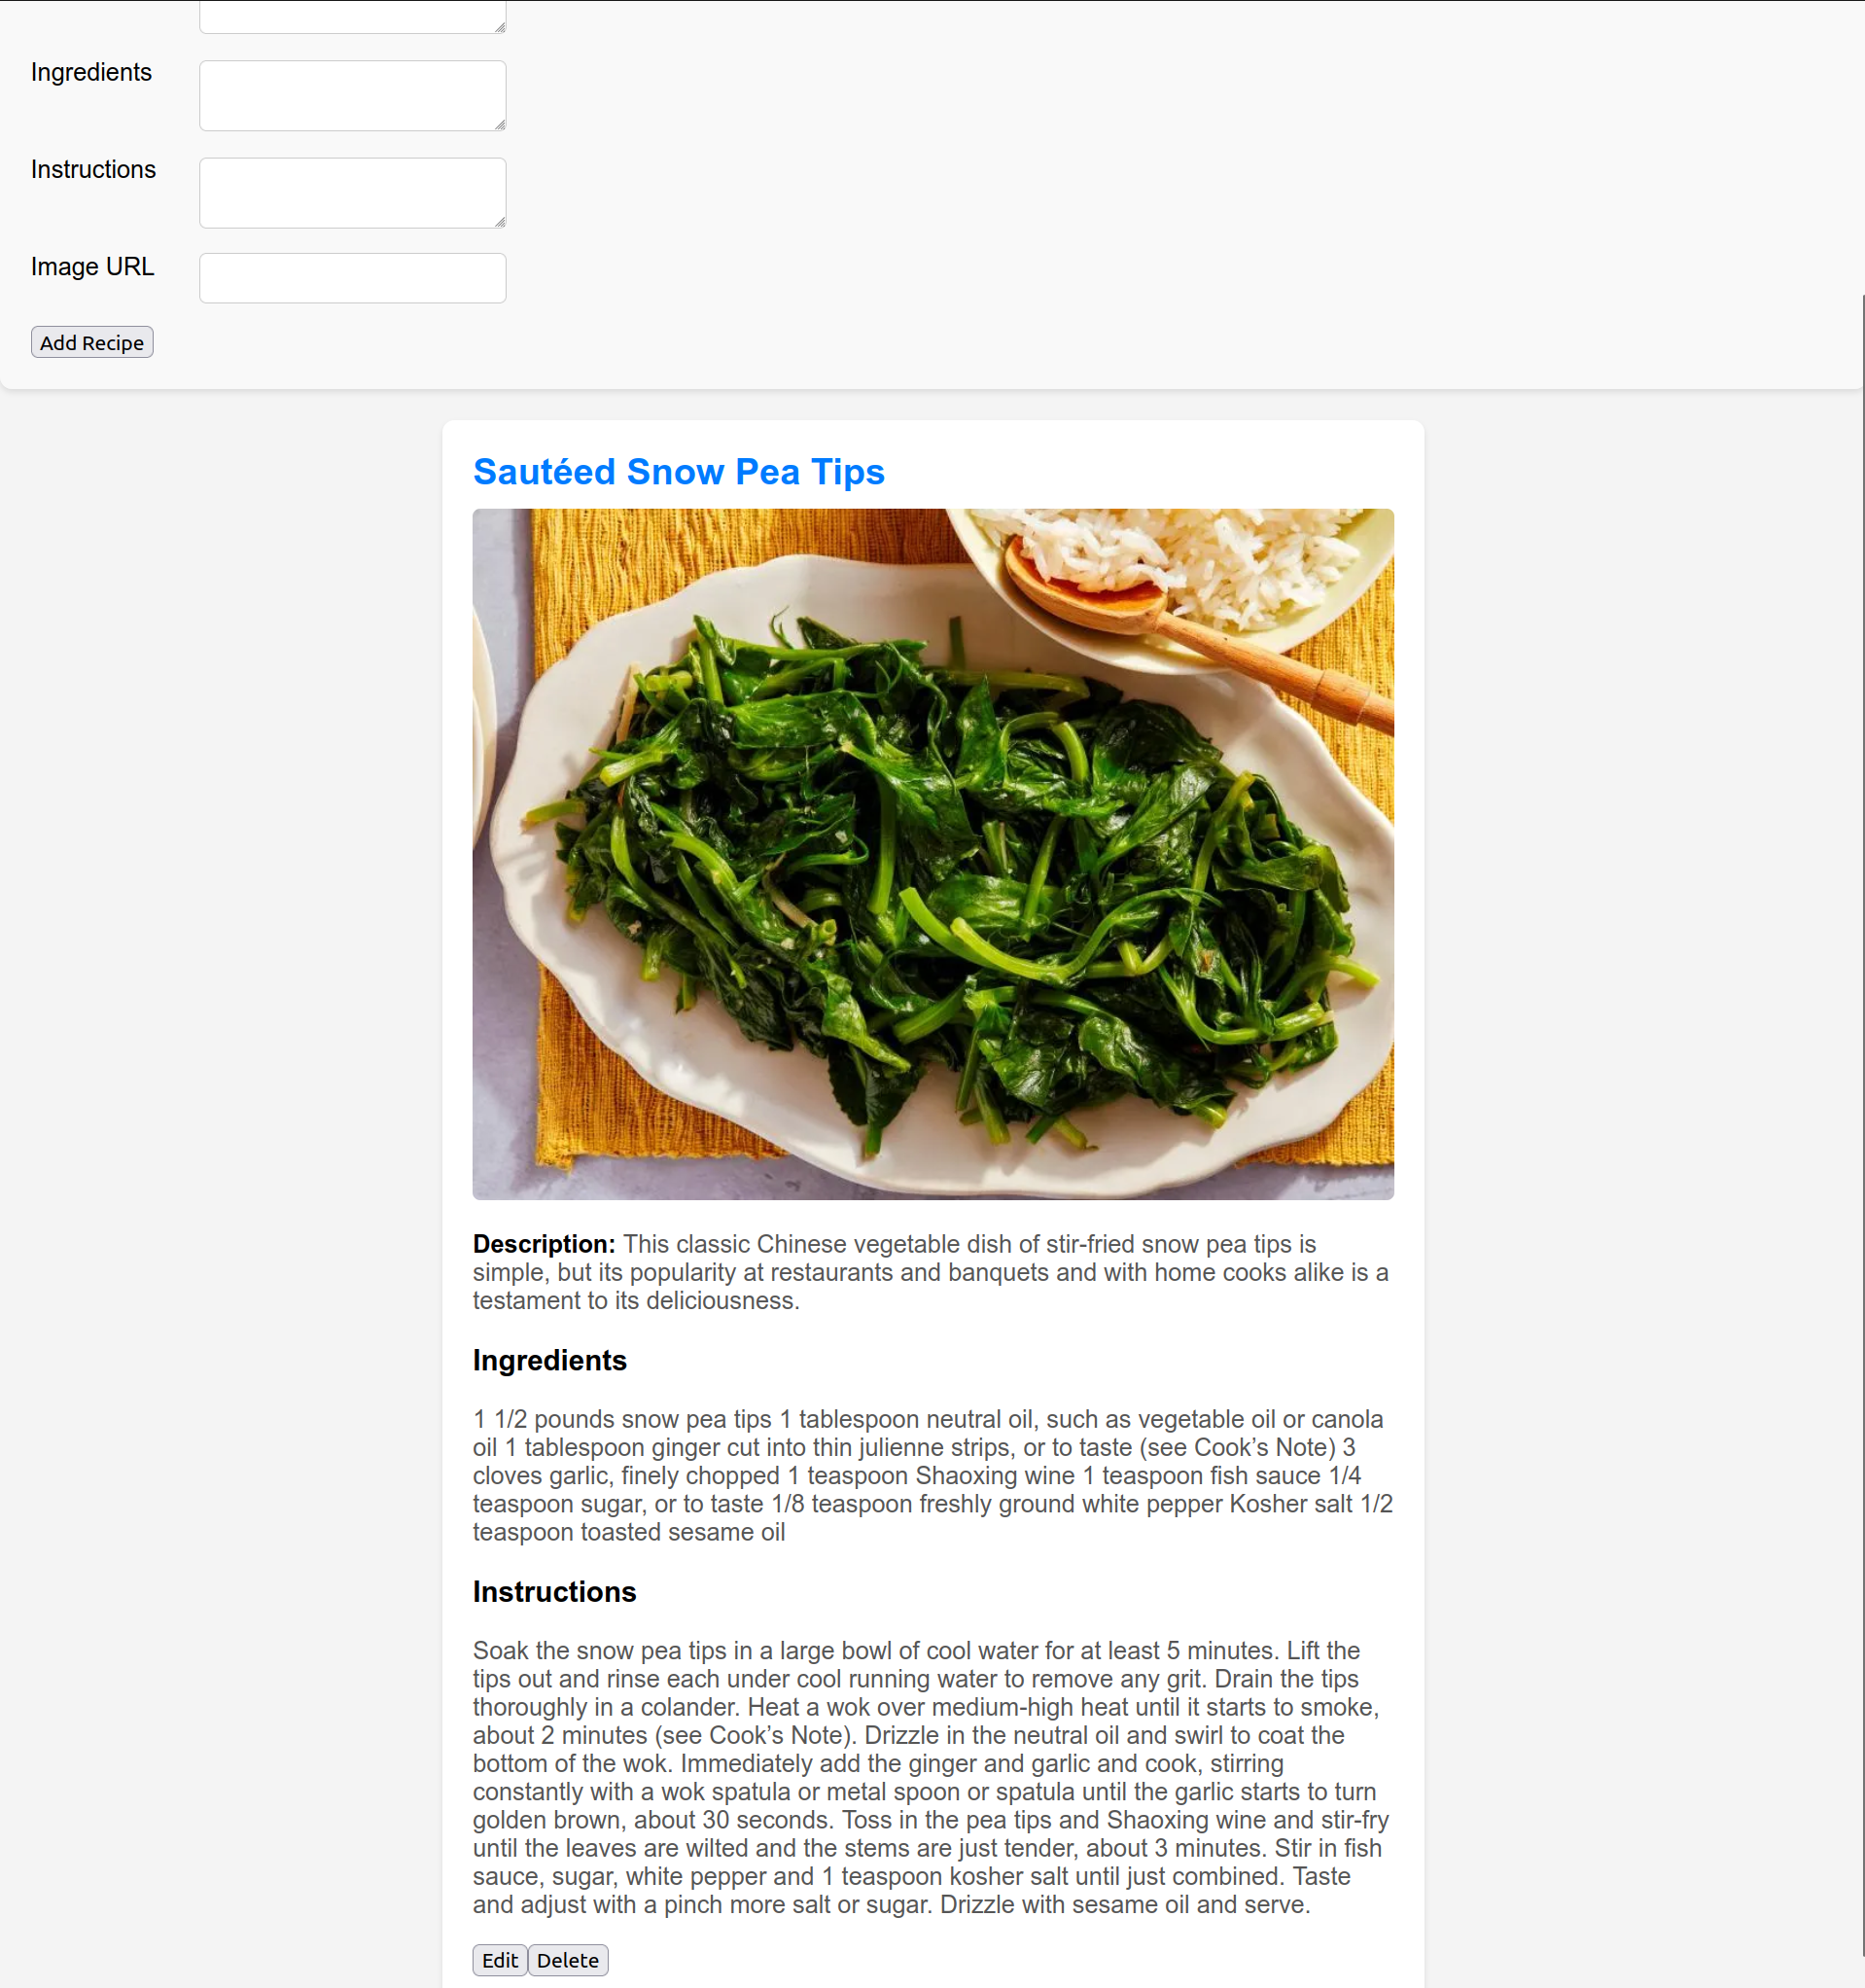 Ingredients
Instructions
Image URL
Add Recipe
Sautéed Snow Pea Tips
Description: This classic Chinese vegetable dish of stir-fried snow pea tips is
simple, but its popularity at restaurants and banquets and with home cooks alike is a
testament to its deliciousness.
Ingredients
1 1/2 pounds snow pea tips 1 tablespoon neutral oil, such as vegetable oil or canola
oil 1 tablespoon ginger cut into thin julienne strips, or to taste (see Cook’s Note) 3
cloves garlic, finely chopped 1 teaspoon Shaoxing wine 1 teaspoon fish sauce 1/4
teaspoon sugar, or to taste 1/8 teaspoon freshly ground white pepper Kosher salt 1/2
teaspoon toasted sesame oil
Instructions
Soak the snow pea tips in a large bowl of cool water for at least 5 minutes. Lift the
tips out and rinse each under cool running water to remove any grit. Drain the tips
thoroughly in a colander. Heat a wok over medium-high heat until it starts to smoke,
about 2 minutes (see Cook’s Note). Drizzle in the neutral oil and swirl to coat the
bottom of the wok. Immediately add the ginger and garlic and cook, stirring
constantly with a wok spatula or metal spoon or spatula until the garlic starts to turn
golden brown, about 30 seconds. Toss in the pea tips and Shaoxing wine and stir-fry
until the leaves are wilted and the stems are just tender, about 3 minutes. Stir in fish
sauce, sugar, white pepper and 1 teaspoon kosher salt until just combined. Taste
and adjust with a pinch more salt or sugar. Drizzle with sesame oil and serve.
Edit Delete